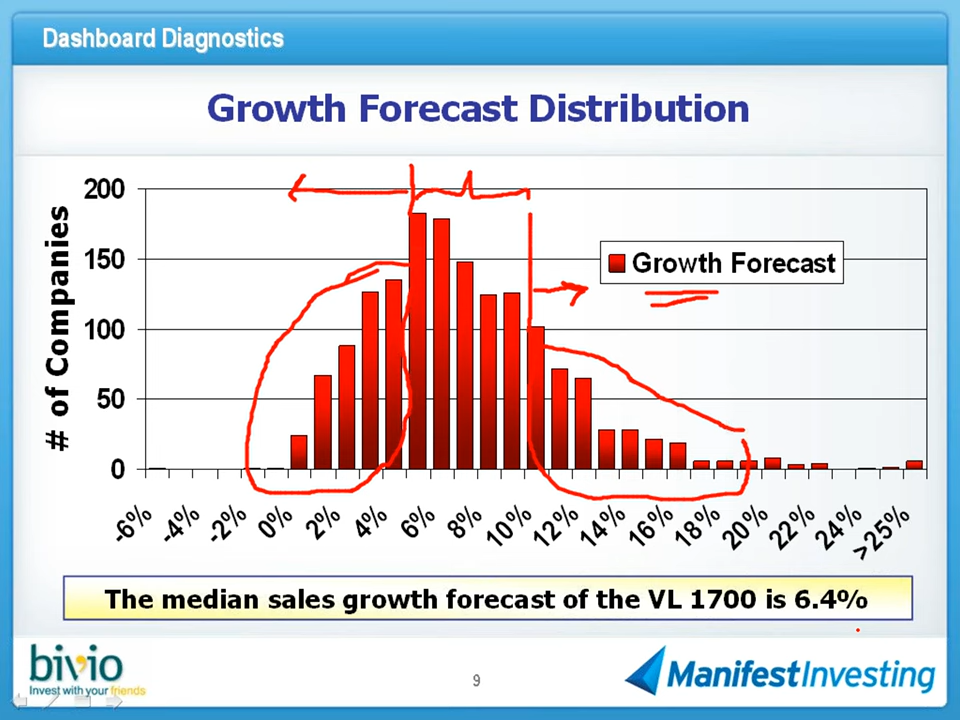 Dashboard Diagnostics
Growth Forecast Distribution
# of Companies
200
150
100
50
0
Growth Forecast
-6% -4% -2% 0% 2% 4% 6% 8% 10% 12% 14% 16% 18% 20% 22% 24% >25%
The median sales growth forecast of the VL 1700 is 6.4%
bivio
Invest with your friends
9
ManifestInvesting